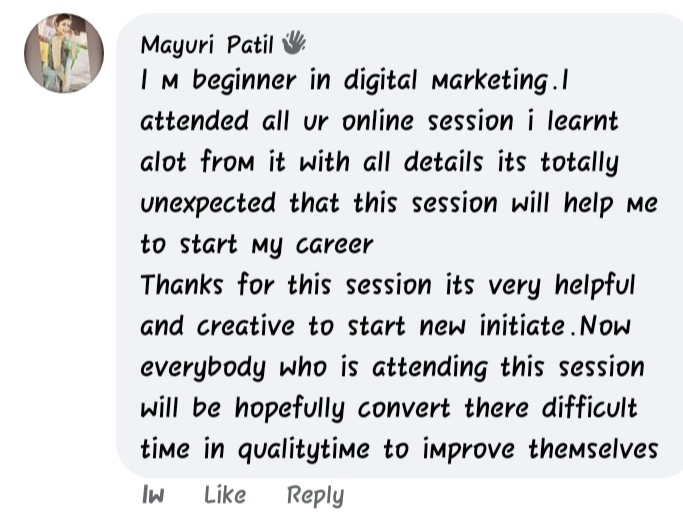 Mayuri Patil 👋
I m beginner in digital marketing.I
attended all ur online session i learnt
alot from it with all details its totally
unexpected that this session will help me
to start my career
Thanks for this session its very helpful
and creative to start new initiate.Now
everybody who is attending this session
will be hopefully convert there difficult
time in qualitytime to improve themselves
1w Like Reply